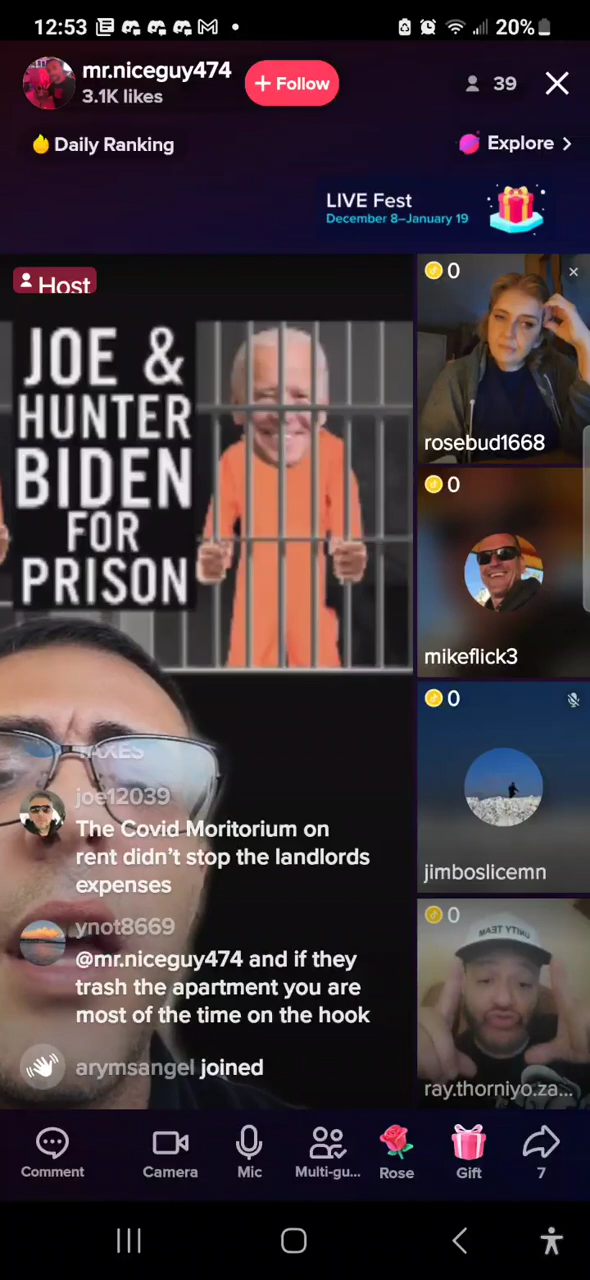 12:53
20%
mr.niceguy474
3.1K likes
+ Follow
39
Daily Ranking
Explore >
LIVE Fest
December 8–January 19
Host
JOE &
HUNTER
BIDEN
FOR
PRISON
0
rosebud1668
0
mikeflick3
0
jimboslicemn
0
UNITY TEAM
ray.thorniyo.za...
TAXES
joe12039
The Covid Moritorium on
rent didn't stop the landlords
expenses
ynot8669
@mr.niceguy474 and if they
trash the apartment you are
most of the time on the hook
arymsangel joined
Comment
Camera
Mic
Multi-gu...
Rose
Gift
7